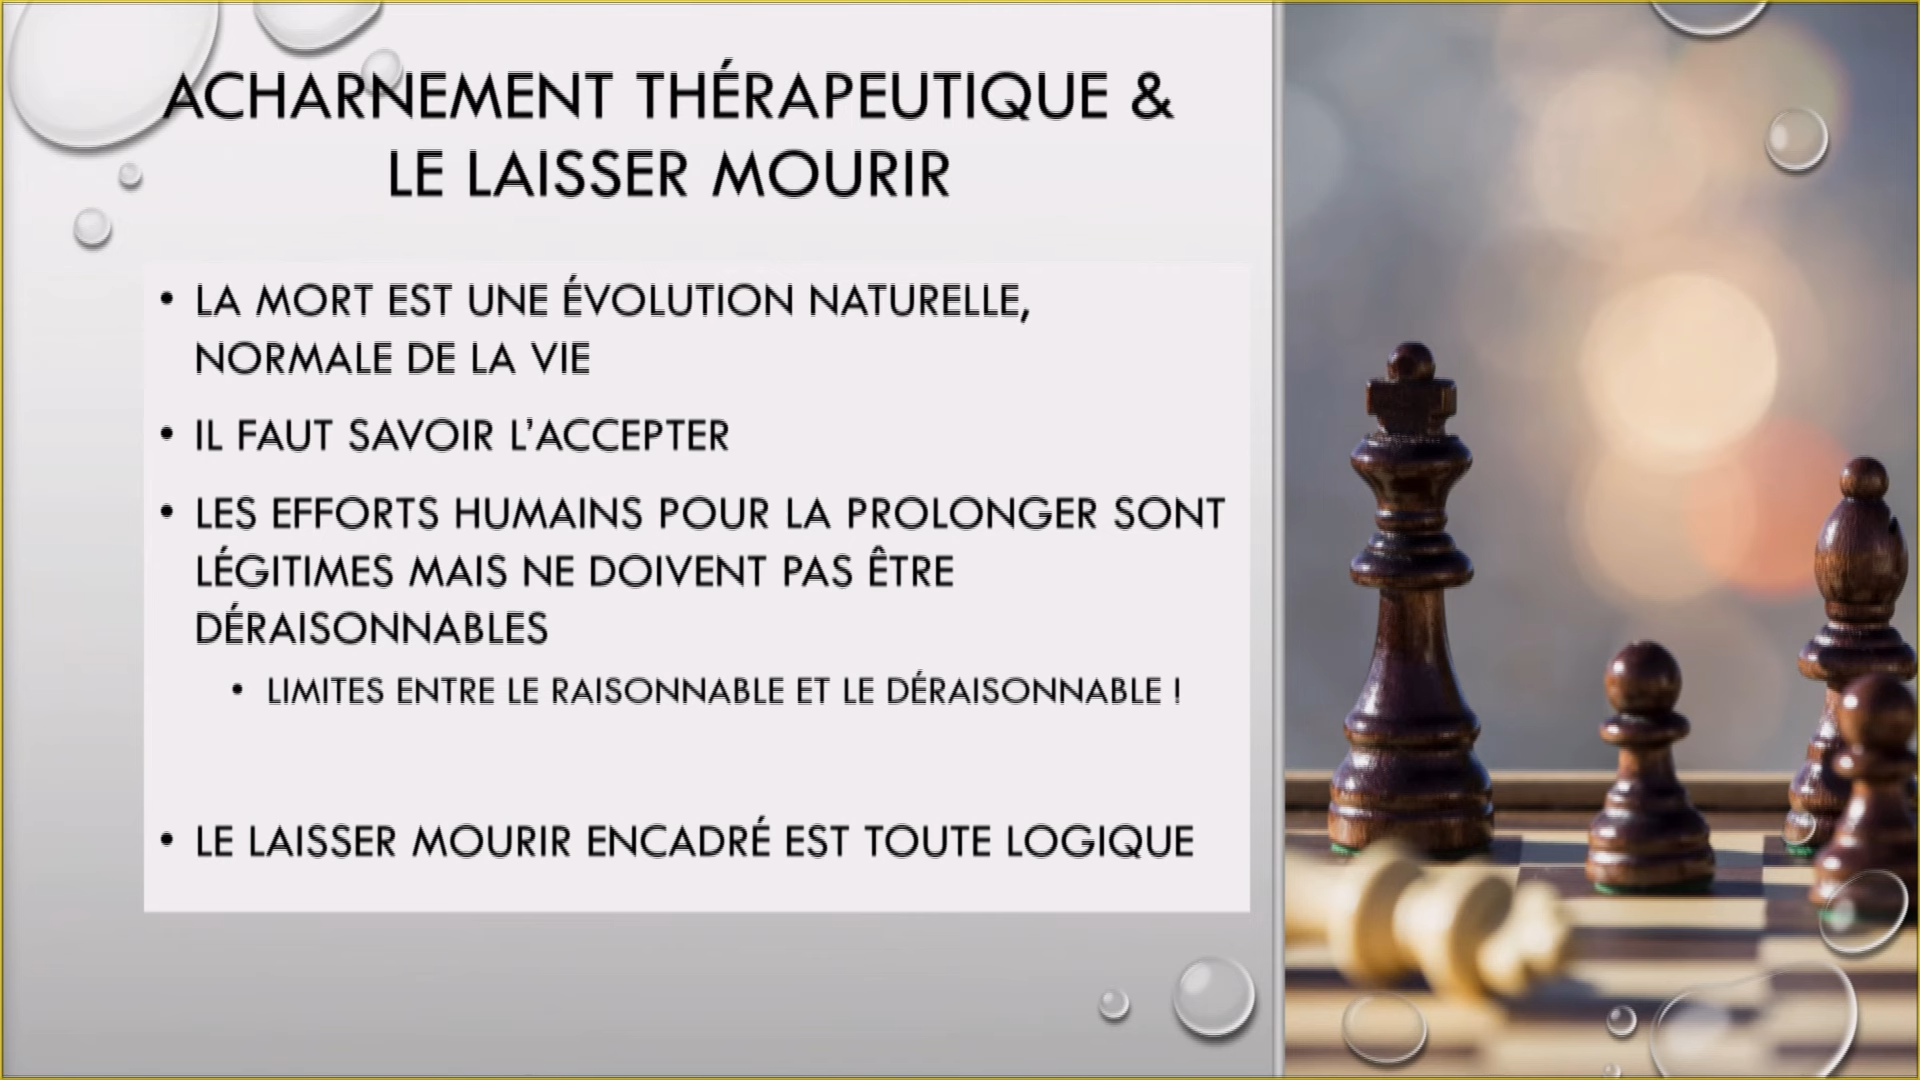 ACHARNEMENT THÉRAPEUTIQUE &
LE LAISSER MOURIR
• LA MORT EST UNE ÉVOLUTION NATURELLE,
NORMALE DE LA VIE
• IL FAUT SAVOIR L’ACCEPTER
• LES EFFORTS HUMAINS POUR LA PROLONGER SONT
LÉGITIMES MAIS NE DOIVENT PAS ÊTRE
DÉRAISONNABLES
• LIMITES ENTRE LE RAISONNABLE ET LE DÉRAISONNABLE !
• LE LAISSER MOURIR ENCADRÉ EST TOUTE LOGIQUE